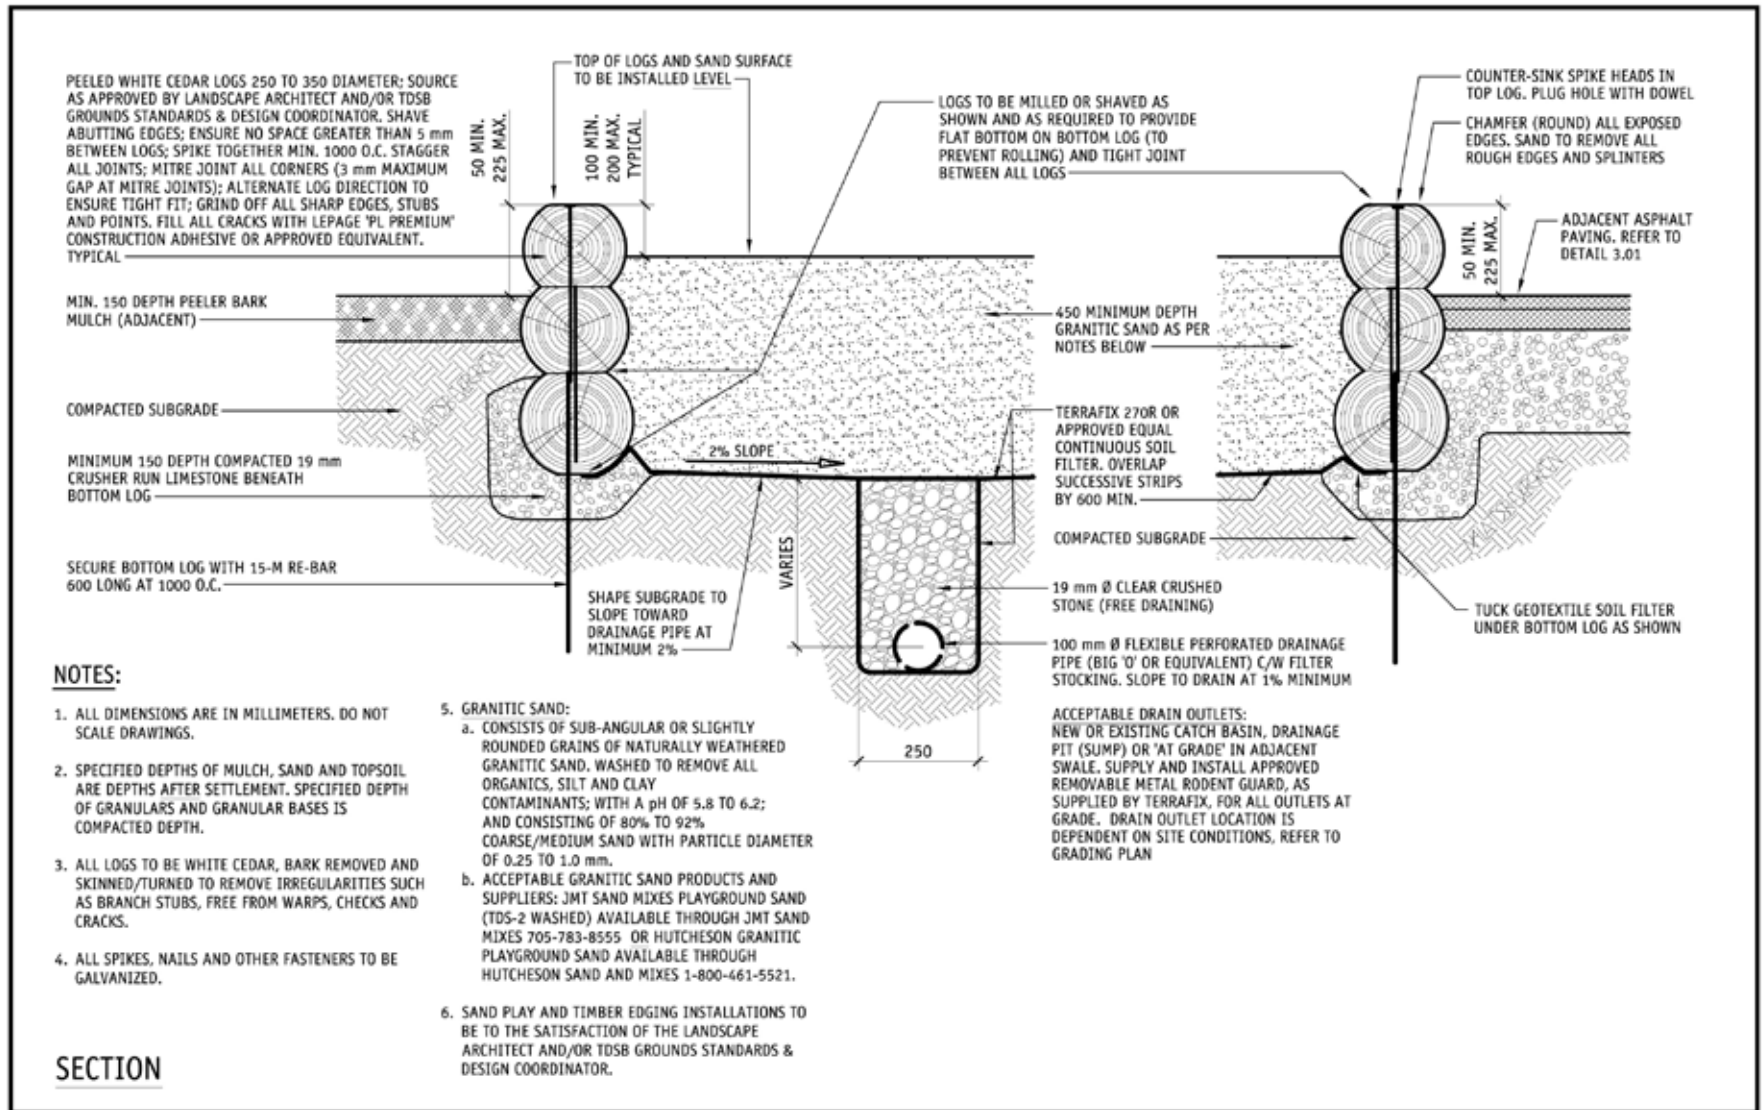 PEELED WHITE CEDAR LOGS 250 TO 350 DIAMETER; SOURCE
AS APPROVED BY LANDSCAPE ARCHITECT AND/OR TDSB
GROUNDS STANDARDS & DESIGN COORDINATOR. SHAVE
ABUTTING EDGES; ENSURE NO SPACE GREATER THAN 5 mm
BETWEEN LOGS; SPIKE TOGETHER MIN. 1000 O.C. STAGGER
ALL JOINTS; MITRE JOINT ALL CORNERS (3 mm MAXIMUM
GAP AT MITRE JOINTS); ALTERNATE LOG DIRECTION TO
ENSURE TIGHT FIT; GRIND OFF ALL SHARP EDGES, STUBS
AND POINTS. FILL ALL CRACKS WITH LEPAGE 'PL PREMIUM'
CONSTRUCTION ADHESIVE OR APPROVED EQUIVALENT.
TYPICAL
MIN. 150 DEPTH PEELER BARK
MULCH (ADJACENT)
COMPACTED SUBGRADE
MINIMUM 150 DEPTH COMPACTED 19 mm
CRUSHER RUN LIMESTONE BENEATH
BOTTOM LOG
SECURE BOTTOM LOG WITH 15-M RE-BAR
600 LONG AT 1000 O.C.
50 MIN.
225 MAX.
100 MIN.
200 MAX.
TYPICAL
TOP OF LOGS AND SAND SURFACE
TO BE INSTALLED LEVEL
LOGS TO BE MILLED OR SHAVED AS
SHOWN AND AS REQUIRED TO PROVIDE
FLAT BOTTOM ON BOTTOM LOG (TO
PREVENT ROLLING) AND TIGHT JOINT
BETWEEN ALL LOGS
COUNTER-SINK SPIKE HEADS IN
TOP LOG. PLUG HOLE WITH DOWEL
CHAMFER (ROUND) ALL EXPOSED
EDGES. SAND TO REMOVE ALL
ROUGH EDGES AND SPLINTERS
50 MIN.
225 MAX.
ADJACENT ASPHALT
PAVING. REFER TO
DETAIL 3.01
450 MINIMUM DEPTH
GRANITIC SAND AS PER
NOTES BELOW
2% SLOPE
TERRAFIX 270R OR
APPROVED EQUAL
CONTINUOUS SOIL
FILTER. OVERLAP
SUCCESSIVE STRIPS
BY 600 MIN.
COMPACTED SUBGRADE
VARIES
SHAPE SUBGRADE TO
SLOPE TOWARD
DRAINAGE PIPE AT
MINIMUM 2%
19 mm Ø CLEAR CRUSHED
STONE (FREE DRAINING)
TUCK GEOTEXTILE SOIL FILTER
UNDER BOTTOM LOG AS SHOWN
100 mm Ø FLEXIBLE PERFORATED DRAINAGE
PIPE (BIG 'O' OR EQUIVALENT) C/W FILTER
STOCKING. SLOPE TO DRAIN AT 1% MINIMUM
250
ACCEPTABLE DRAIN OUTLETS:
NEW OR EXISTING CATCH BASIN, DRAINAGE
PIT (SUMP) OR 'AT GRADE' IN ADJACENT
SWALE. SUPPLY AND INSTALL APPROVED
REMOVABLE METAL RODENT GUARD, AS
SUPPLIED BY TERRAFIX, FOR ALL OUTLETS AT
GRADE. DRAIN OUTLET LOCATION IS
DEPENDENT ON SITE CONDITIONS, REFER TO
GRADING PLAN
NOTES:
1. ALL DIMENSIONS ARE IN MILLIMETERS. DO NOT
SCALE DRAWINGS.
2. SPECIFIED DEPTHS OF MULCH, SAND AND TOPSOIL
ARE DEPTHS AFTER SETTLEMENT. SPECIFIED DEPTH
OF GRANULARS AND GRANULAR BASES IS
COMPACTED DEPTH.
3. ALL LOGS TO BE WHITE CEDAR, BARK REMOVED AND
SKINNED/TURNED TO REMOVE IRREGULARITIES SUCH
AS BRANCH STUBS, FREE FROM WARPS, CHECKS AND
CRACKS.
4. ALL SPIKES, NAILS AND OTHER FASTENERS TO BE
GALVANIZED.
5. GRANITIC SAND:
a. CONSISTS OF SUB-ANGULAR OR SLIGHTLY
ROUNDED GRAINS OF NATURALLY WEATHERED
GRANITIC SAND. WASHED TO REMOVE ALL
ORGANICS, SILT AND CLAY
CONTAMINANTS; WITH A pH OF 5.8 TO 6.2;
AND CONSISTING OF 80% TO 92%
COARSE/MEDIUM SAND WITH PARTICLE DIAMETER
OF 0.25 TO 1.0 mm.
b. ACCEPTABLE GRANITIC SAND PRODUCTS AND
SUPPLIERS: JMT SAND MIXES PLAYGROUND SAND
(TDS-2 WASHED) AVAILABLE THROUGH JMT SAND
MIXES 705-783-8555 OR HUTCHESON GRANITIC
PLAYGROUND SAND AVAILABLE THROUGH
HUTCHESON SAND AND MIXES 1-800-461-5521.
6. SAND PLAY AND TIMBER EDGING INSTALLATIONS TO
BE TO THE SATISFACTION OF THE LANDSCAPE
ARCHITECT AND/OR TDSB GROUNDS STANDARDS &
DESIGN COORDINATOR.
SECTION